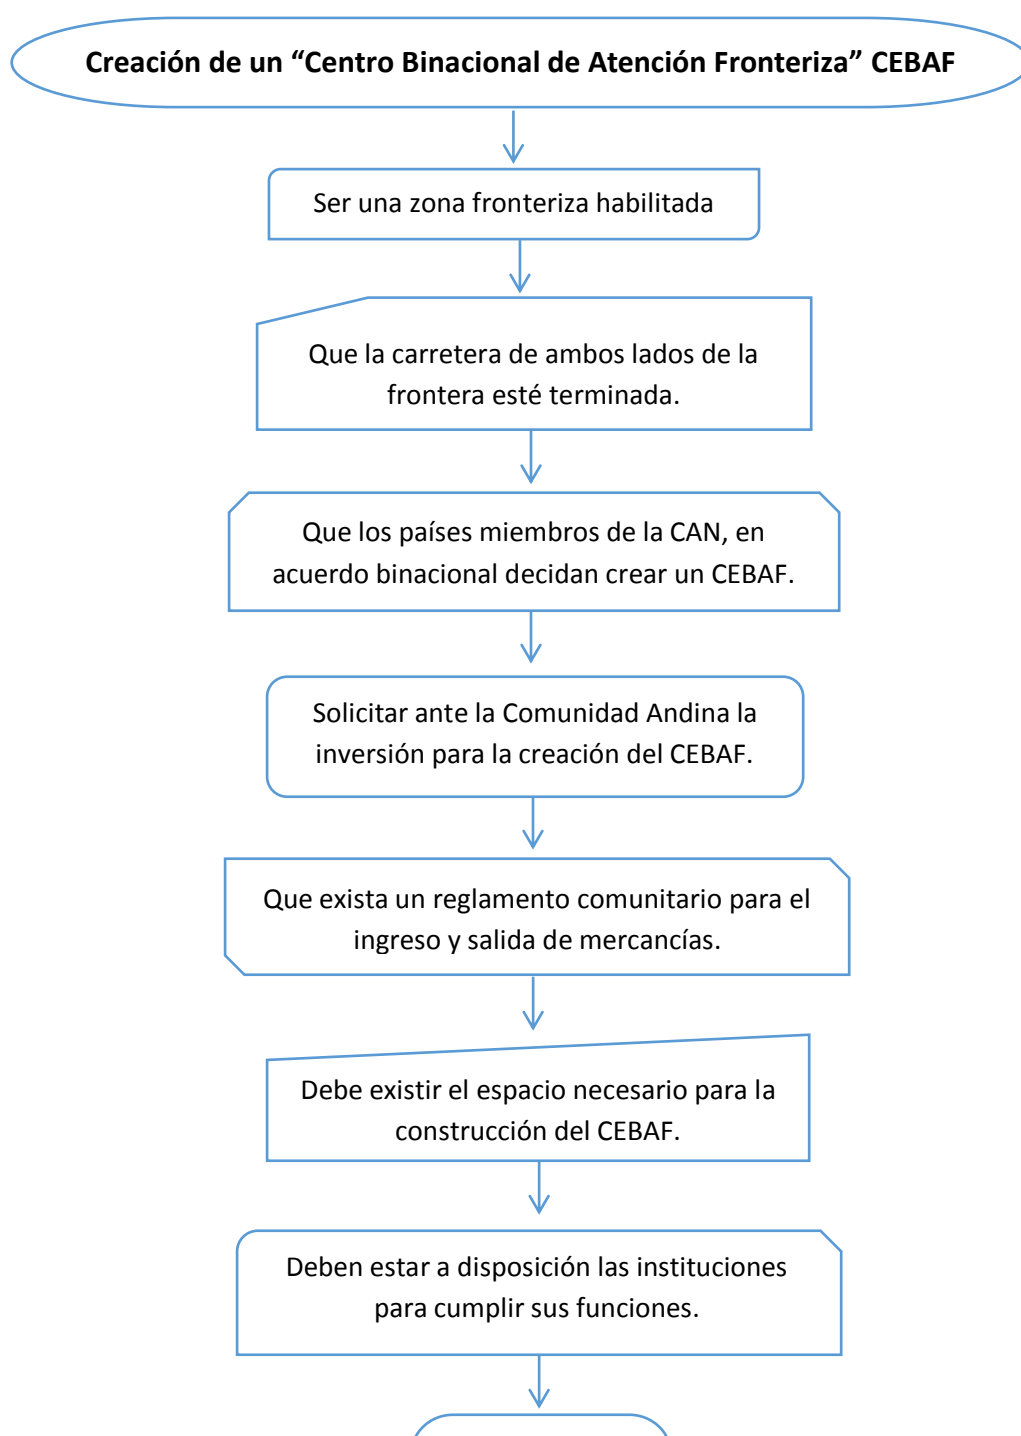 Creación de un “Centro Binacional de Atención Fronteriza” CEBAF
Ser una zona fronteriza habilitada
Que la carretera de ambos lados de la
frontera esté terminada.
Que los países miembros de la CAN, en
acuerdo binacional decidan crear un CEBAF.
Solicitar ante la Comunidad Andina la
inversión para la creación del CEBAF.
Que exista un reglamento comunitario para el
ingreso y salida de mercancías.
Debe existir el espacio necesario para la
construcción del CEBAF.
Deben estar a disposición las instituciones
para cumplir sus funciones.